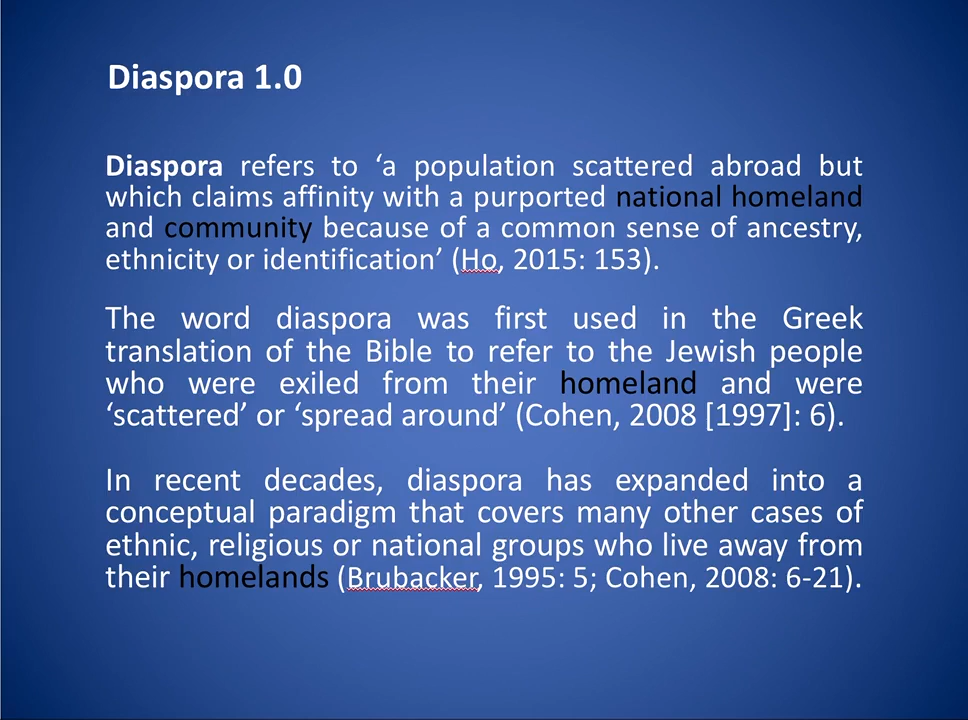 Diaspora 1.0
Diaspora refers to ‘a population scattered abroad but
which claims affinity with a purported national homeland
and community because of a common sense of ancestry,
ethnicity or identification’ (Ho, 2015: 153).
The word diaspora was first used in the Greek
translation of the Bible to refer to the Jewish people
who were exiled from their homeland and were
‘scattered’ or ‘spread around’ (Cohen, 2008 [1997]: 6).
In recent decades, diaspora has expanded into a
conceptual paradigm that covers many other cases of
ethnic, religious or national groups who live away from
their homelands (Brubacker, 1995: 5; Cohen, 2008: 6-21).